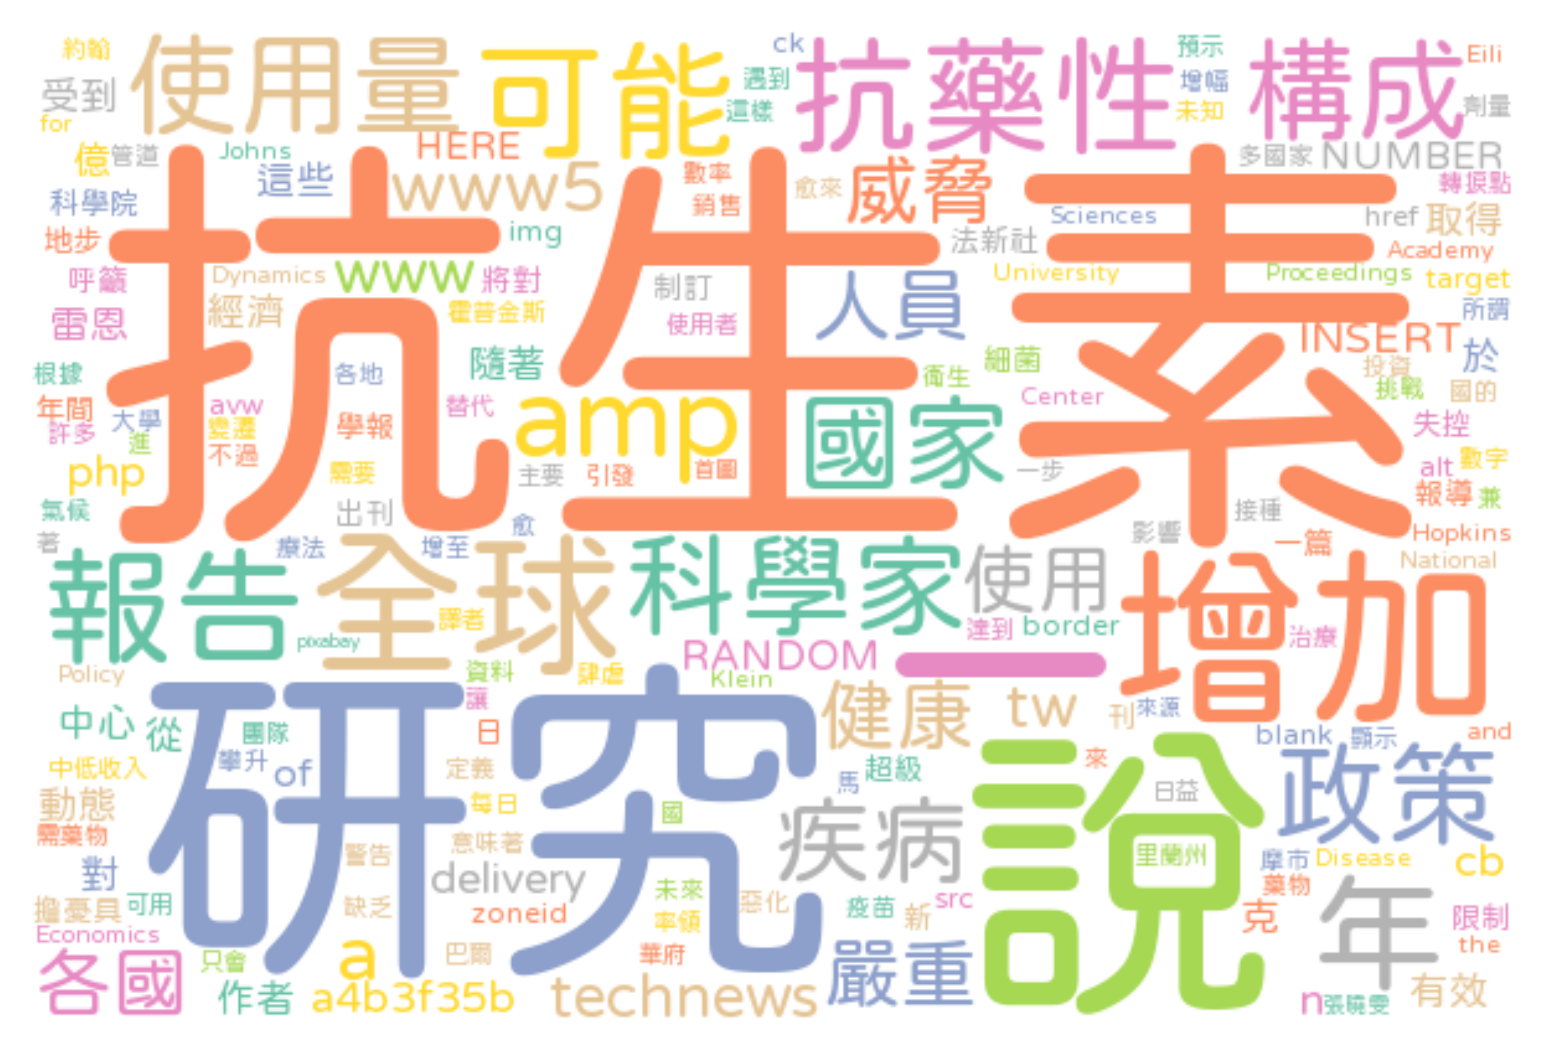 約翰
使用量
可能
ck
抗藥性
預示
構成
Eili
受到
遇到
增幅
for
這樣
未知
劑量
億
管道
Johns
HERE
多國家
NUMBER
科學院
這些
www5
數率
愈來
威脅
轉捩點
地步
銷售
Sciences
href
取得
抗生素
img
法新社
Academy
呼籲
Dynamics
www
將對
制訂
人員
University
Proceedings
target
雷恩
經濟
霍普金斯
使用者
所謂
INSERT
根據
各地
隨著
衛生
細菌
投資
於
年間
avw
替代
amp
國家
Center
挑戰
國的
許多
大學
變遷
學報
失控
進
不過
php
需要
主要
引發
首圖
一步
alt
數字
氣候
出刊
愈
接種
報導
兼
著
療法
增至
影響
一篇
Hopkins
報告
全球
科學家
使用
增加
National
pixabay
譯者
達到
border
治療
Policy
資料
肆虐
RANDOM
一
Klein
讓
健康
tw
刊
來源
中心
從
團隊
日
研究
說
blank
顯示
and
中低收入
攀升
of
定義
超級
來
政策
動態
每日
國
馬
日益
需藥物
警告
意味著
疾病
里蘭州
摩市
Disease
cb
對
delivery
未來
藥物
擔憂具
可用
缺乏
zoneid
率領
惡化
疫苗
新
src
克
年
限制
Economics
the
各國
只會
a
巴爾
華府
嚴重
作者
a4b3f35b
technews
n
張曉雯
有效